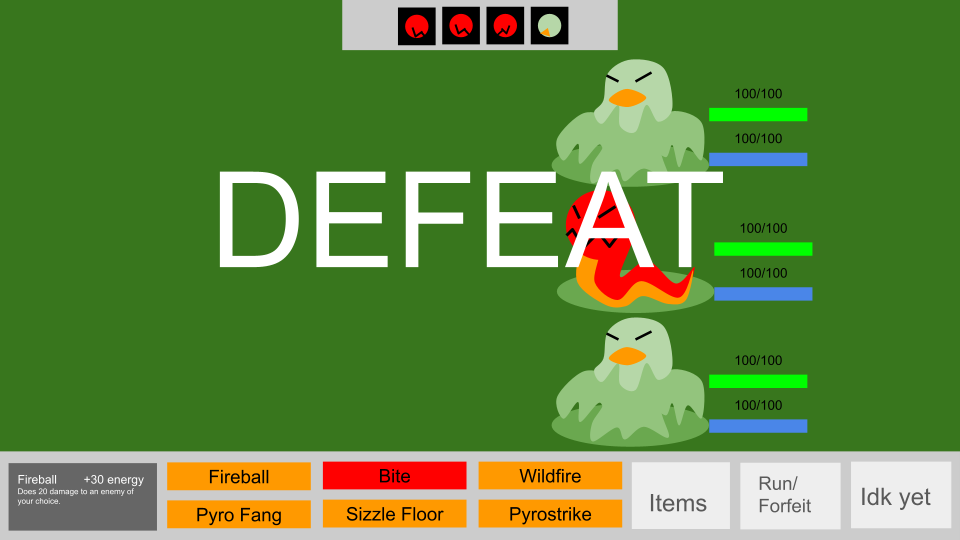 100/100
100/100
DEFEAT
100/100
100/100
100/100
100/100
Fireball +30 energy
Does 20 damage to an enemy of
your choice.
Fireball
Bite
Wildfire
Pyro Fang
Sizzle Floor
Pyrostrike
Items
Run/
Forfeit
Idk yet